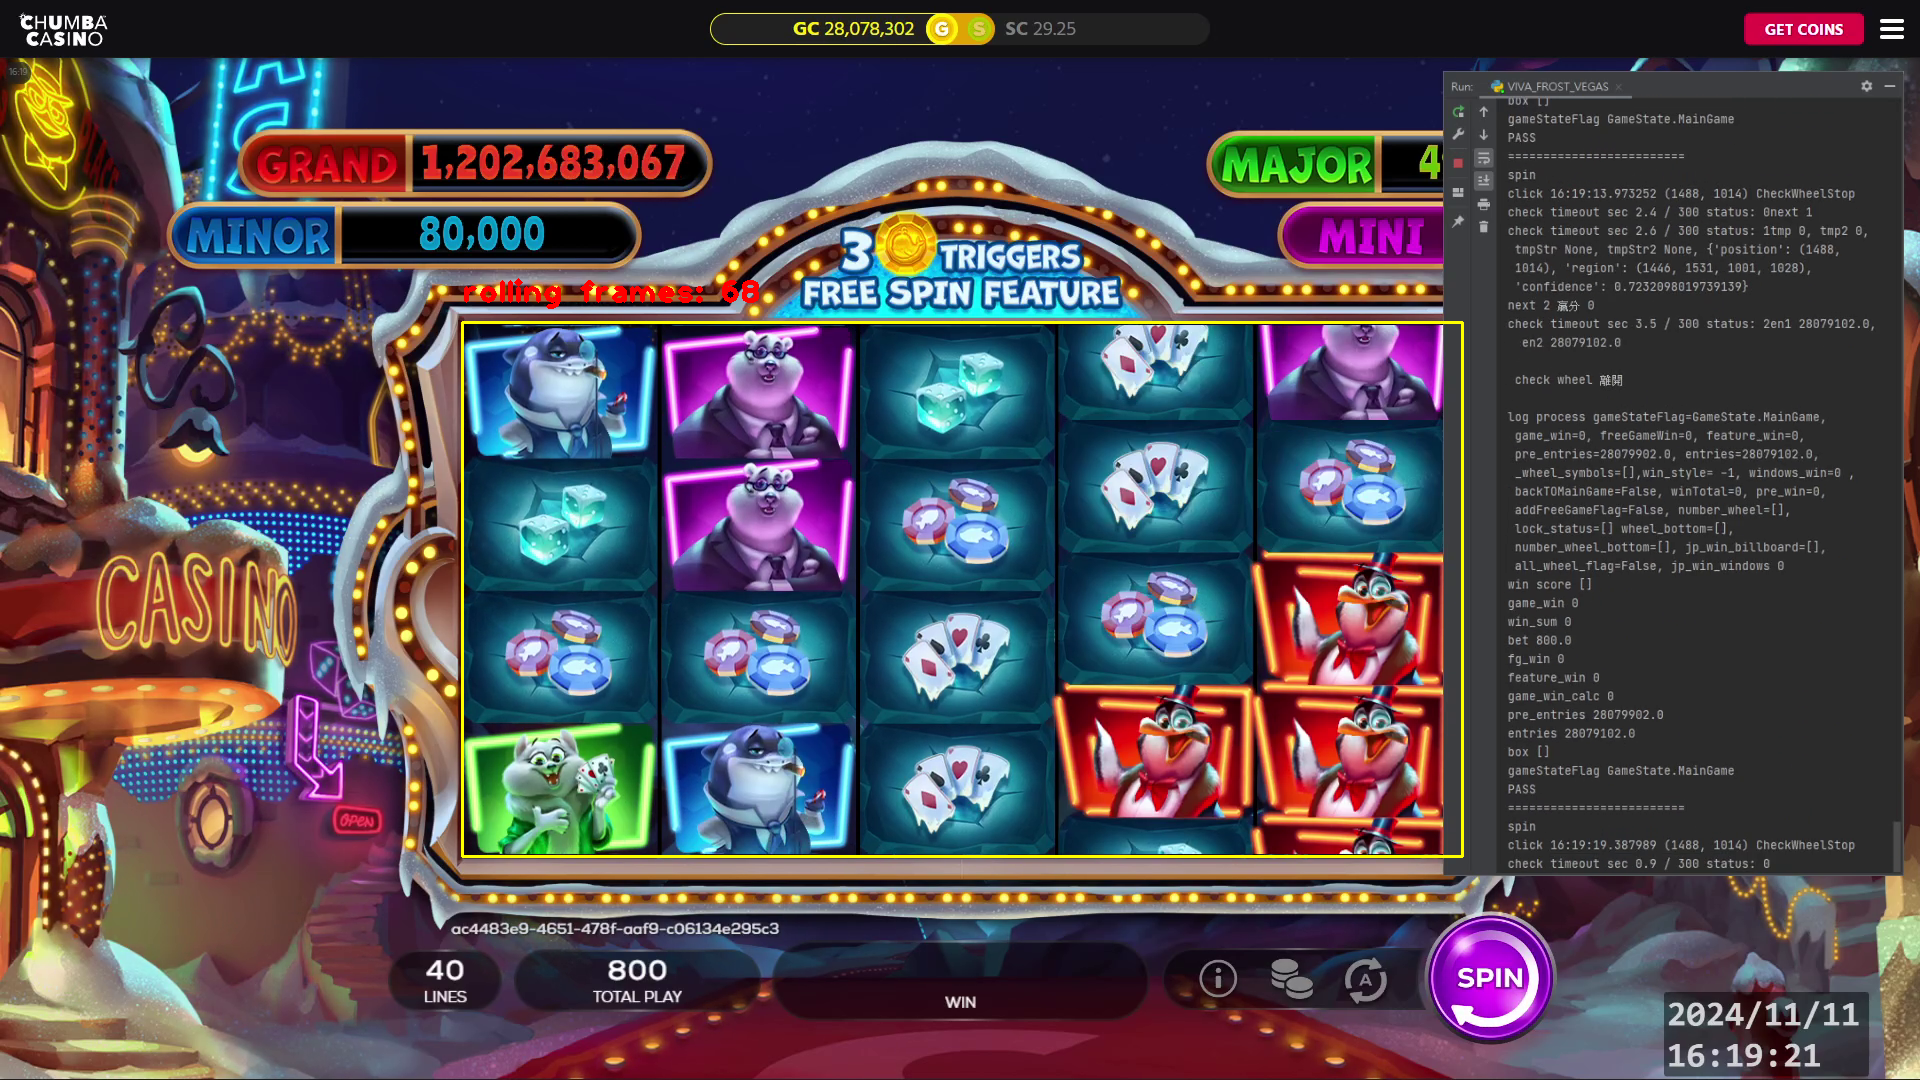 CHUMBA
CASINO
GC 28,078,302
G
S
SC 29.25
GET COINS
16:19
GRAND 1,202,683,067
MAJOR 4
MINOR 80,000
MINI
3 TRIGGERS
FREE SPIN FEATURE
rolling frames: 68
CASINO
OPEN
Run: VIVA_FROST_VEGAS
box []
gameStateFlag GameState.MainGame
PASS
=========================
spin
click 16:19:13.973252 (1488, 1014) CheckWheelStop
check timeout sec 2.4 / 300 status: 0next 1
check timeout sec 2.6 / 300 status: 1tmp 0, tmp2 0,
tmpStr None, tmpStr2 None, {'position': (1488,
1014), 'region': (1446, 1531, 1001, 1028),
'confidence': 0.7232098019739139}
next 2 贏分 0
check timeout sec 3.5 / 300 status: 2en1 28079102.0,
en2 28079102.0
check wheel 離開
log process gameStateFlag=GameState.MainGame,
game_win=0, freeGameWin=0, feature_win=0,
pre_entries=28079902.0, entries=28079102.0,
_wheel_symbols=[],win_style= -1, windows_win=0 ,
backTOMainGame=False, winTotal=0, pre_win=0,
addFreeGameFlag=False, number_wheel=[],
lock_status=[] wheel_bottom=[],
number_wheel_bottom=[], jp_win_billboard=[],
all_wheel_flag=False, jp_win_windows 0
win score []
game_win 0
win_sum 0
bet 800.0
fg_win 0
feature_win 0
game_win_calc 0
pre_entries 28079902.0
entries 28079102.0
box []
gameStateFlag GameState.MainGame
PASS
=========================
spin
click 16:19:19.387989 (1488, 1014) CheckWheelStop
check timeout sec 0.9 / 300 status: 0
ac4483e9-4651-478f-aaf9-c06134e295c3
40
LINES
800
TOTAL PLAY
WIN
A
SPIN
2024/11/11
16:19:21